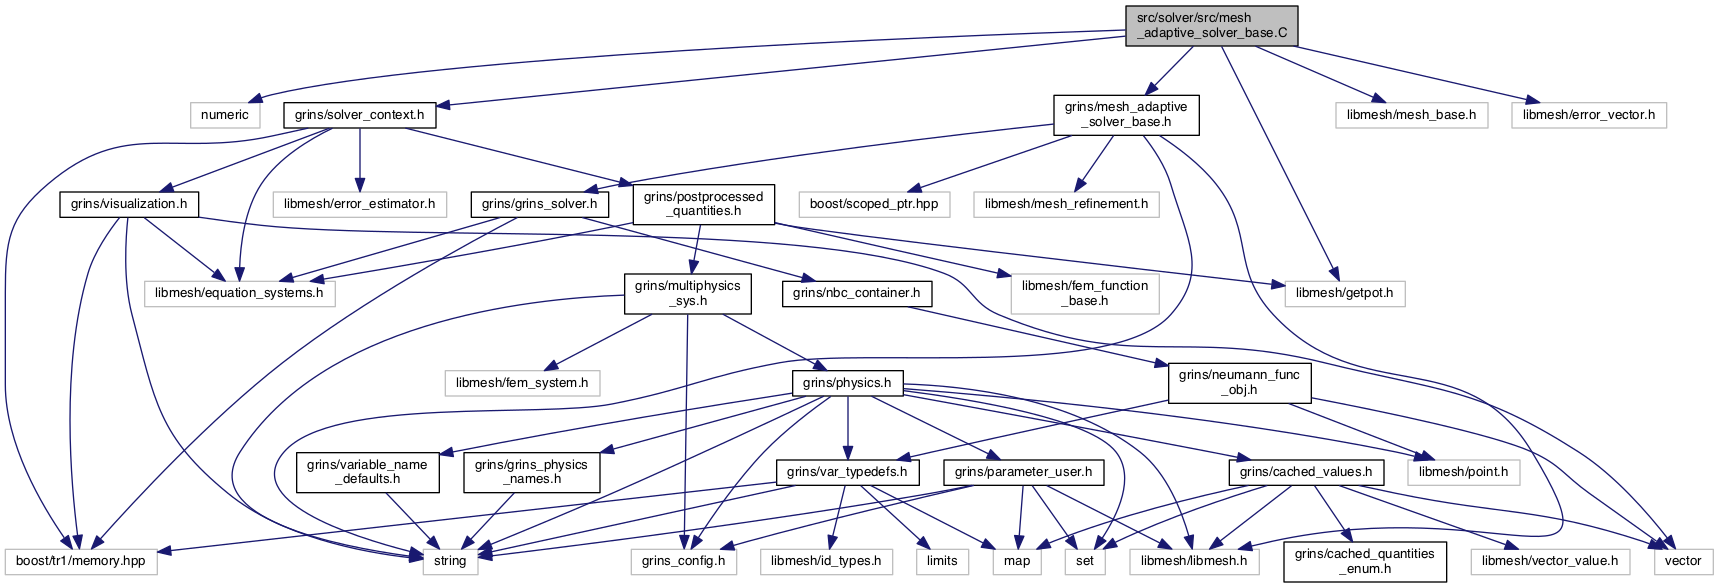 src/solver/src/mesh
_adaptive_solver_base.C
numeric
grins/solver_context.h
grins/mesh_adaptive
_solver_base.h
libmesh/mesh_base.h
libmesh/error_vector.h
grins/visualization.h
libmesh/error_estimator.h
grins/grins_solver.h
grins/postprocessed
_quantities.h
boost/scoped_ptr.hpp
libmesh/mesh_refinement.h
libmesh/equation_systems.h
grins/multiphysics
_sys.h
grins/nbc_container.h
libmesh/fem_function
_base.h
libmesh/getpot.h
libmesh/fem_system.h
grins/physics.h
grins/neumann_func
_obj.h
grins/variable_name
_defaults.h
grins/grins_physics
_names.h
grins/var_typedefs.h
grins/parameter_user.h
grins/cached_values.h
libmesh/point.h
boost/tr1/memory.hpp
string
grins_config.h
libmesh/id_types.h
limits
map
set
libmesh/libmesh.h
grins/cached_quantities
_enum.h
libmesh/vector_value.h
vector